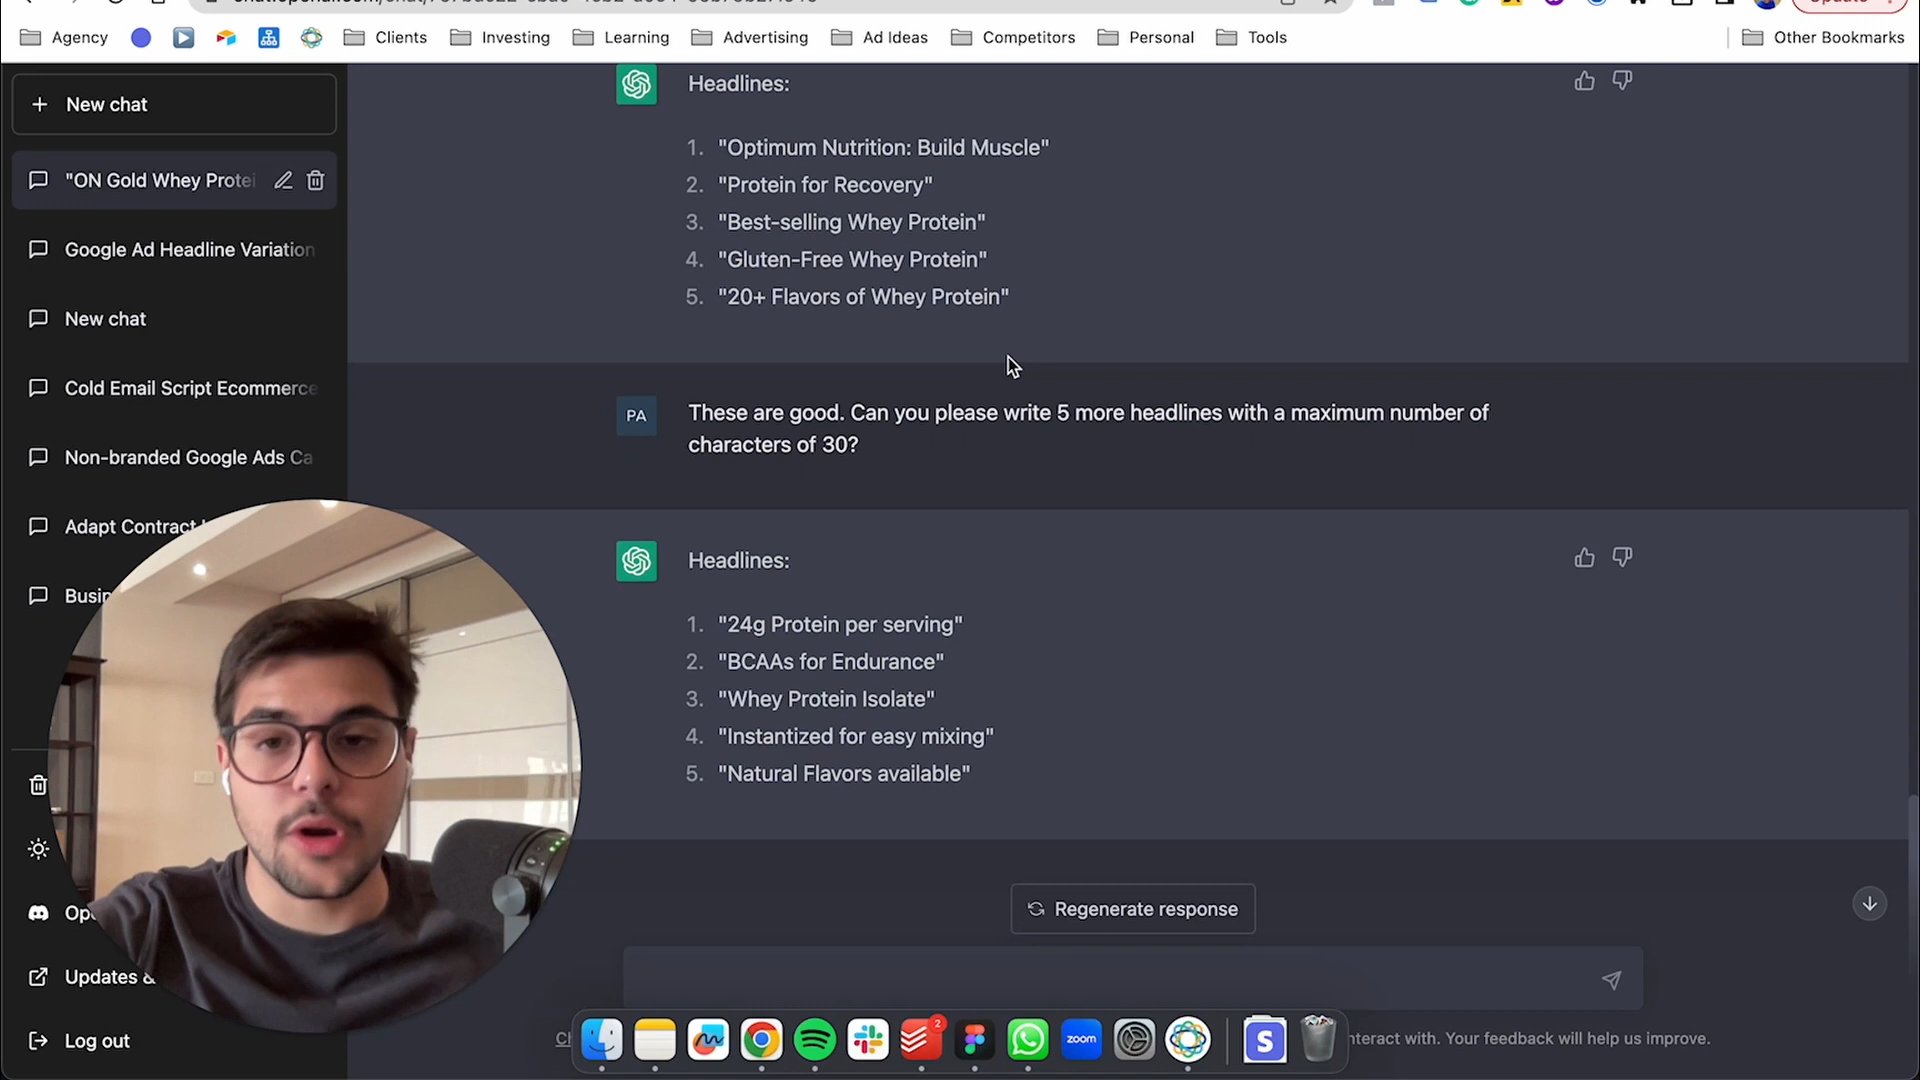 Agency
Clients
Investing
Learning
Advertising
Ad Ideas
Competitors
Personal
Tools
Other Bookmarks
New chat
"ON Gold Whey Protei
Google Ad Headline Variation
New chat
Cold Email Script Ecommerce
Non-branded Google Ads Ca
Adapt Contract
Busin
Updates &
Log out
Headlines:
1. "Optimum Nutrition: Build Muscle"
2. "Protein for Recovery"
3. "Best-selling Whey Protein"
4. "Gluten-Free Whey Protein"
5. "20+ Flavors of Whey Protein"
PA
These are good. Can you please write 5 more headlines with a maximum number of
characters of 30?
Headlines:
1. "24g Protein per serving"
2. "BCAAs for Endurance"
3. "Whey Protein Isolate"
4. "Instantized for easy mixing"
5. "Natural Flavors available"
Regenerate response
2
zoom
S
nteract with. Your feedback will help us improve.